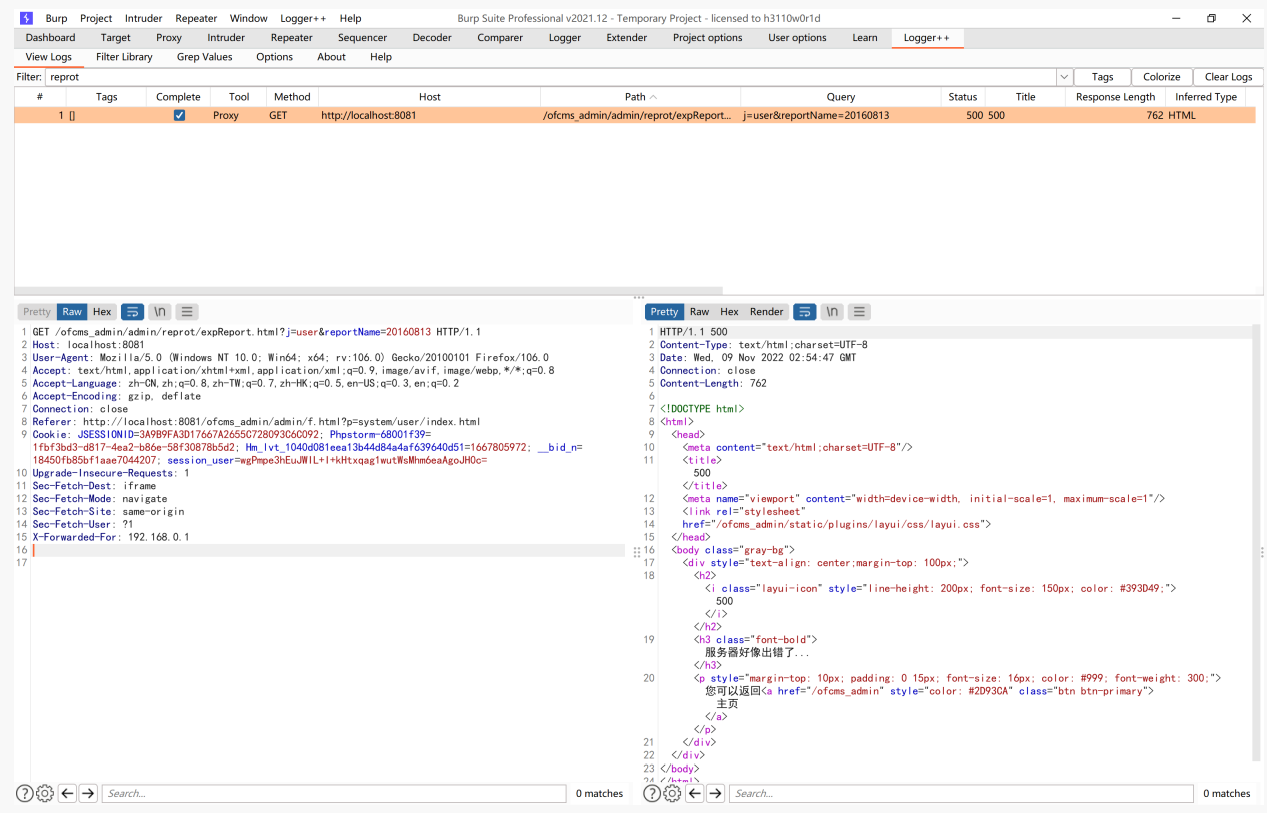 Burp Project Intruder Repeater Window Logger++ Help Burp Suite Professional v2021.12 - Temporary Project - licensed to h3110w0r1d
Dashboard Target Proxy Intruder Repeater Sequencer Decoder Comparer Logger Extender Project options User options Learn Logger++
View Logs Filter Library Grep Values Options About Help
Filter: reprot Tags Colorize Clear Logs
# Tags Complete Tool Method Host Path Query Status Title Response Length Inferred Type
1 [] Proxy GET http://localhost:8081 /ofcms_admin/admin/reprot/expReport... j=user&reportName=20160813 500 500 762 HTML
Pretty Raw Hex \n
1 GET /ofcms_admin/admin/reprot/expReport.html?j=user&reportName=20160813 HTTP/1.1
2 Host: localhost:8081
3 User-Agent: Mozilla/5.0 (Windows NT 10.0; Win64; x64; rv:106.0) Gecko/20100101 Firefox/106.0
4 Accept: text/html,application/xhtml+xml,application/xml;q=0.9,image/avif,image/webp,*/*;q=0.8
5 Accept-Language: zh-CN,zh;q=0.8,zh-TW;q=0.7,zh-HK;q=0.5,en-US;q=0.3,en;q=0.2
6 Accept-Encoding: gzip, deflate
7 Connection: close
8 Referer: http://localhost:8081/ofcms_admin/admin/f.html?p=system/user/index.html
9 Cookie: JSESSIONID=3A9B9FA3D17667A2655C728093C6C092; Phpstorm-68001f39=
1fbf3bd3-d817-4ea2-b86e-58f30878b5d2; Hm_lvt_1040d081eea13b44d84a4af639640d51=1667805972; __bid_n=
18450fb85bf1aae7044207; session_user=wgPmpe3hEuJWIL+I+kHtxqag1wutWsMhm6eaAgoJH0c=
10 Upgrade-Insecure-Requests: 1
11 Sec-Fetch-Dest: iframe
12 Sec-Fetch-Mode: navigate
13 Sec-Fetch-Site: same-origin
14 Sec-Fetch-User: ?1
15 X-Forwarded-For: 192.168.0.1
16
17
Search... 0 matches
Pretty Raw Hex Render \n
1 HTTP/1.1 500
2 Content-Type: text/html;charset=UTF-8
3 Date: Wed, 09 Nov 2022 02:54:47 GMT
4 Connection: close
5 Content-Length: 762
6
7 <!DOCTYPE html>
8 <html>
9 <head>
10 <meta content="text/html;charset=UTF-8"/>
11 <title>
500
</title>
12 <meta name="viewport" content="width=device-width, initial-scale=1, maximum-scale=1"/>
13 <link rel="stylesheet"
14 href="/ofcms_admin/static/plugins/layui/css/layui.css">
15 </head>
16 <body class="gray-bg">
17 <div style="text-align: center;margin-top: 100px;">
18 <h2>
<i class="layui-icon" style="line-height: 200px; font-size: 150px; color: #393D49;">
500
</i>
</h2>
19 <h3 class="font-bold">
服务器好像出错了...
</h3>
20 <p style="margin-top: 10px; padding: 0 15px; font-size: 16px; color: #999; font-weight: 300;">
您可以返回<a href="/ofcms_admin" style="color: #2D93CA" class="btn btn-primary">
主页
</a>
</p>
21 </div>
22 </div>
23 </body>
24 </html>
Search... 0 matches